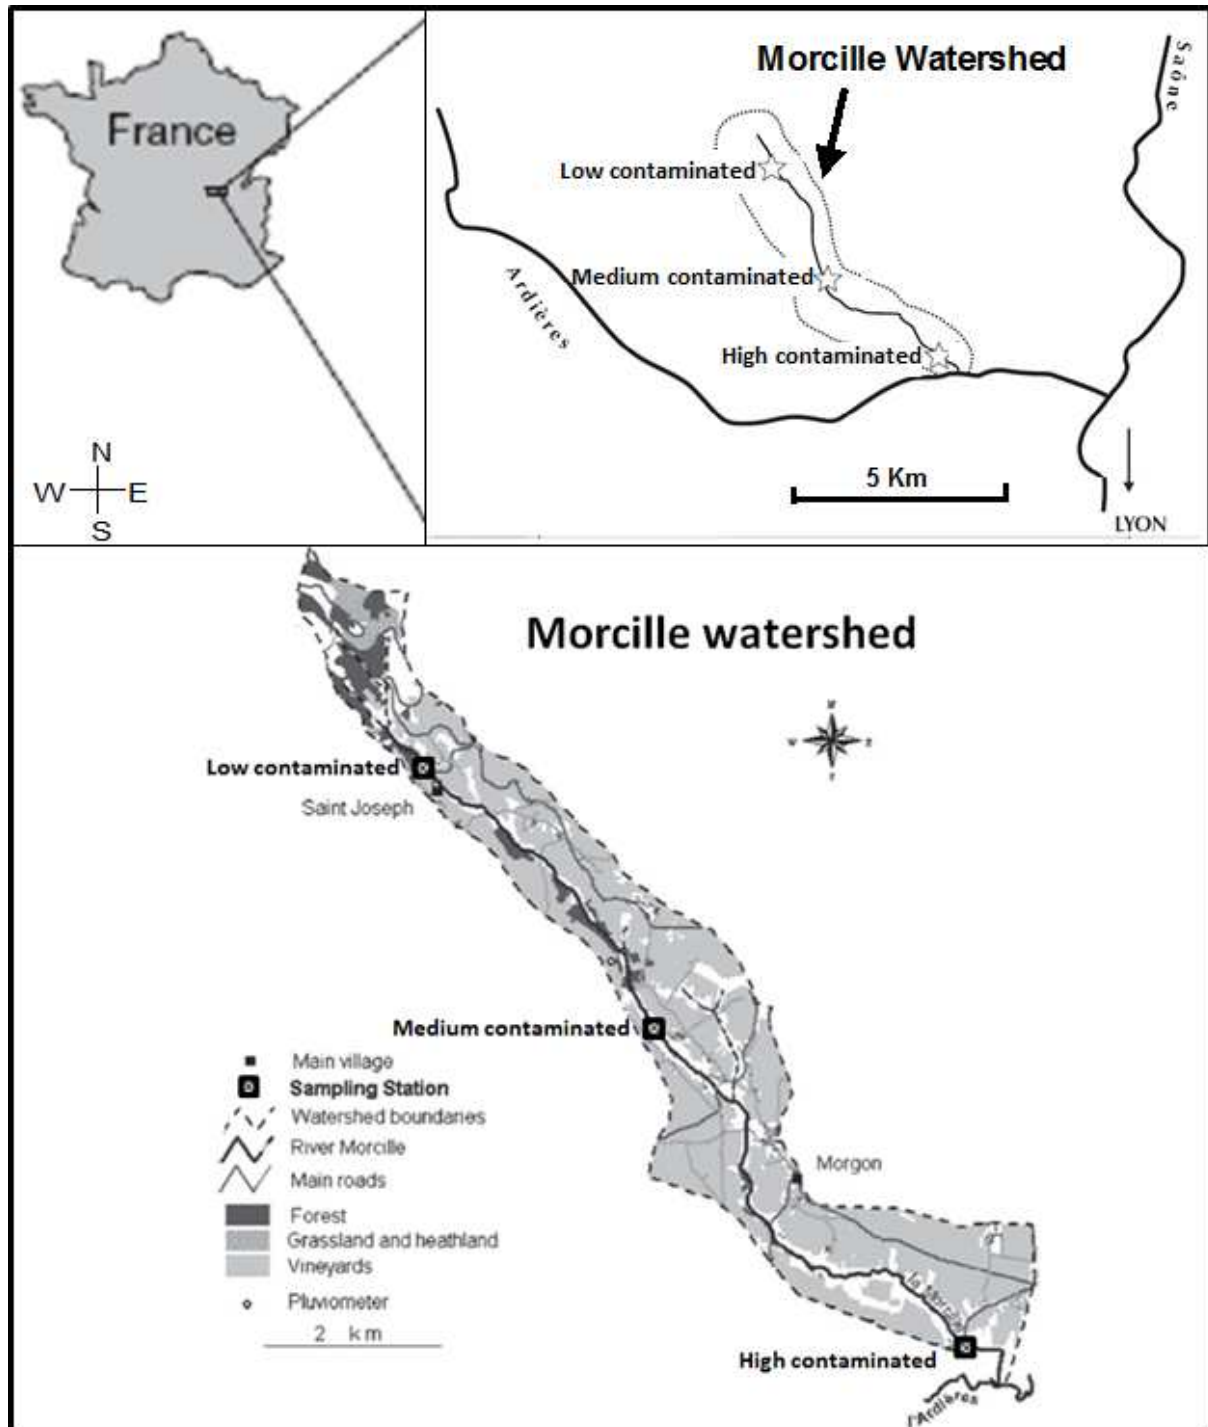 France
N
W E
S
Morcille Watershed
Saône
Low contaminated
Medium contaminated
Ardières
High contaminated
5 Km
LYON
Morcille watershed
Low contaminated
Saint Joseph
Medium contaminated
Main village
Sampling Station
Watershed boundaries
River Morcille
Main roads
Morgon
Forest
Grassland and heathland
Vineyards
Pluviometer
2 km
la
High contaminated
l'Ardières